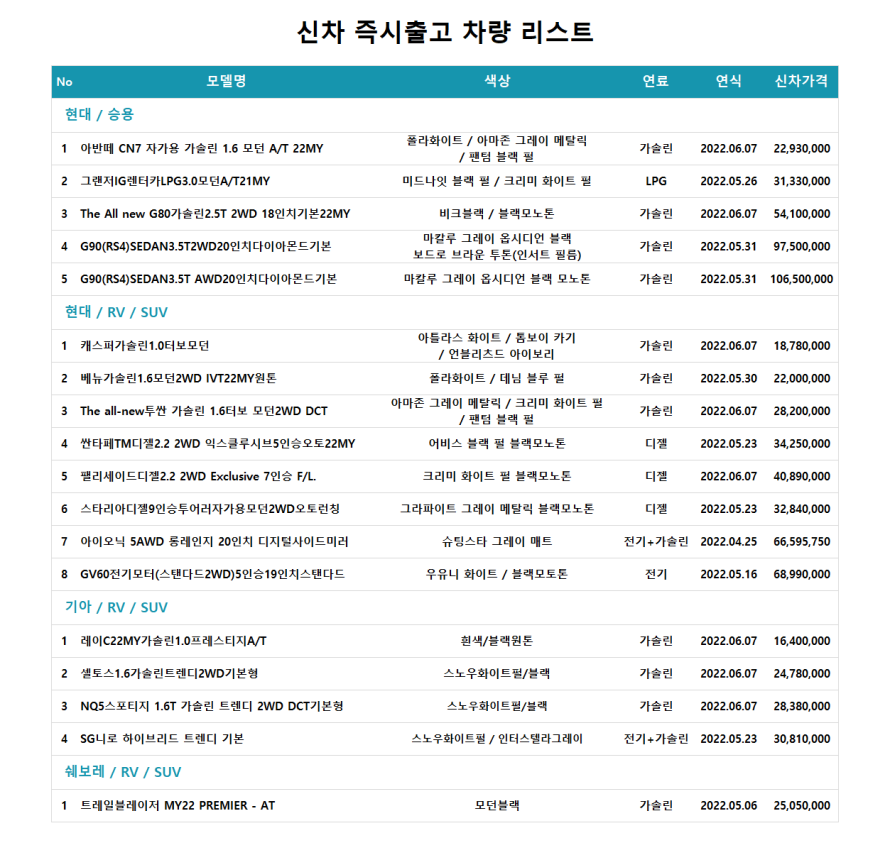 신차 즉시출고 차량 리스트
No 모델명 색상 연료 연식 신차가격
현대 / 승용
1 아반떼 CN7 자가용 가솔린 1.6 모던 A/T 22MY 폴라화이트 / 아마존 그레이 메탈릭 / 팬텀 블랙 펄 가솔린 2022.06.07 22,930,000
2 그랜저IG렌터카LPG3.0모던A/T21MY 미드나잇 블랙 펄 / 크리미 화이트 펄 LPG 2022.05.26 31,330,000
3 The All new G80가솔린2.5T 2WD 18인치기본22MY 비크블랙 / 블랙모노톤 가솔린 2022.06.07 54,100,000
4 G90(RS4)SEDAN3.5T2WD20인치다이아몬드기본 마칼루 그레이 옵시디언 블랙 보드로 브라운 투톤(인서트 필름) 가솔린 2022.05.31 97,500,000
5 G90(RS4)SEDAN3.5T AWD20인치다이아몬드기본 마칼루 그레이 옵시디언 블랙 모노톤 가솔린 2022.05.31 106,500,000
현대 / RV / SUV
1 캐스퍼가솔린1.0터보모던 아틀라스 화이트 / 톰보이 카키 / 언블리츠드 아이보리 가솔린 2022.06.07 18,780,000
2 베뉴가솔린1.6모던2WD IVT22MY원톤 폴라화이트 / 데님 블루 펄 가솔린 2022.05.30 22,000,000
3 The all-new투싼 가솔린 1.6터보 모던2WD DCT 아마존 그레이 메탈릭 / 크리미 화이트 펄 / 팬텀 블랙 펄 가솔린 2022.06.07 28,200,000
4 싼타페TM디젤2.2 2WD 익스클루시브5인승오토22MY 어비스 블랙 펄 블랙모노톤 디젤 2022.05.23 34,250,000
5 팰리세이드디젤2.2 2WD Exclusive 7인승 F/L. 크리미 화이트 펄 블랙모노톤 디젤 2022.06.07 40,890,000
6 스타리아디젤9인승투어러자가용모던2WD오토런칭 그라파이트 그레이 메탈릭 블랙모노톤 디젤 2022.05.23 32,840,000
7 아이오닉 5AWD 롱레인지 20인치 디지털사이드미러 슈팅스타 그레이 매트 전기+가솔린 2022.04.25 66,595,750
8 GV60전기모터(스탠다드2WD)5인승19인치스탠다드 우유니 화이트 / 블랙모토톤 전기 2022.05.16 68,990,000
기아 / RV / SUV
1 레이C22MY가솔린1.0프레스티지A/T 흰색/블랙원톤 가솔린 2022.06.07 16,400,000
2 셀토스1.6가솔린트렌디2WD기본형 스노우화이트펄/블랙 가솔린 2022.06.07 24,780,000
3 NQ5스포티지 1.6T 가솔린 트렌디 2WD DCT기본형 스노우화이트펄/블랙 가솔린 2022.06.07 28,380,000
4 SG니로 하이브리드 트렌디 기본 스노우화이트펄 / 인터스텔라그레이 전기+가솔린 2022.05.23 30,810,000
쉐보레 / RV / SUV
1 트레일블레이저 MY22 PREMIER - AT 모던블랙 가솔린 2022.05.06 25,050,000